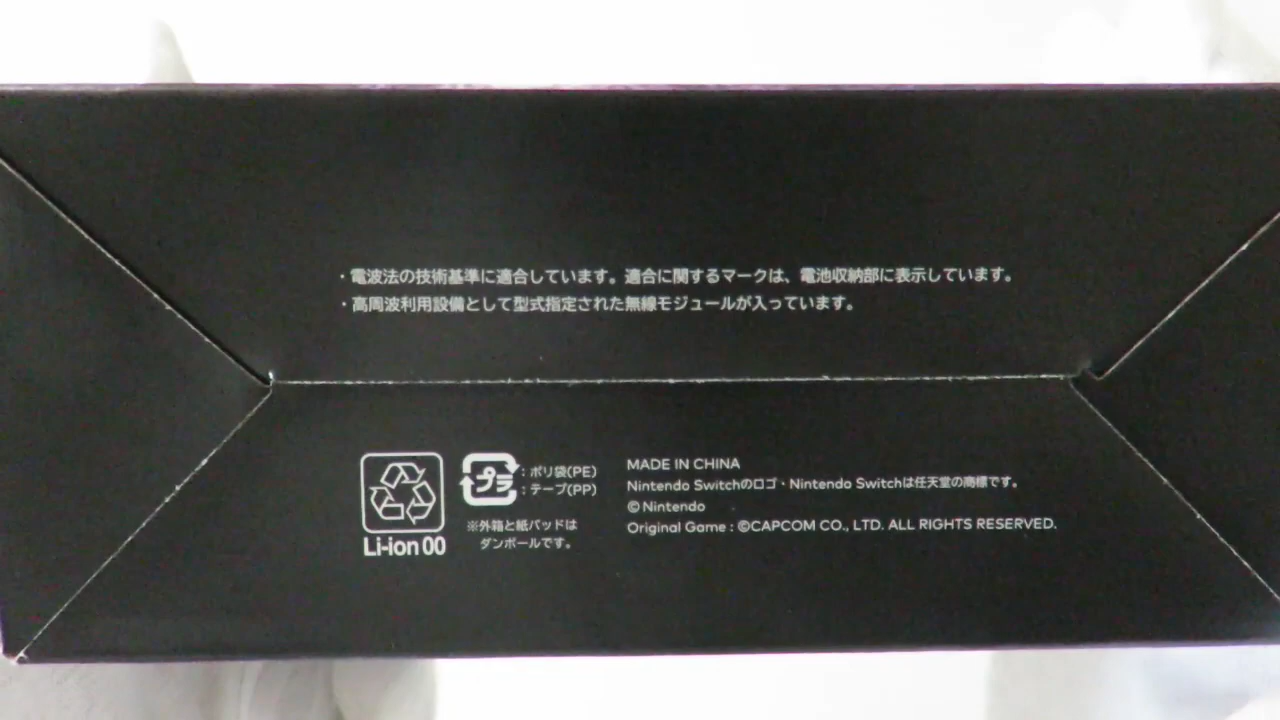 ・電波法の技術基準に適合しています。適合に関するマークは、電池収納部に表示しています。
・高周波利用設備として型式指定された無線モジュールが入っています。
プラ
：ポリ袋(PE)
：テープ(PP)
※外箱と紙パッドは
ダンボールです。
Li-ion 00
MADE IN CHINA
Nintendo Switchのロゴ・Nintendo Switchは任天堂の商標です。
© Nintendo
Original Game : ©CAPCOM CO., LTD. ALL RIGHTS RESERVED.